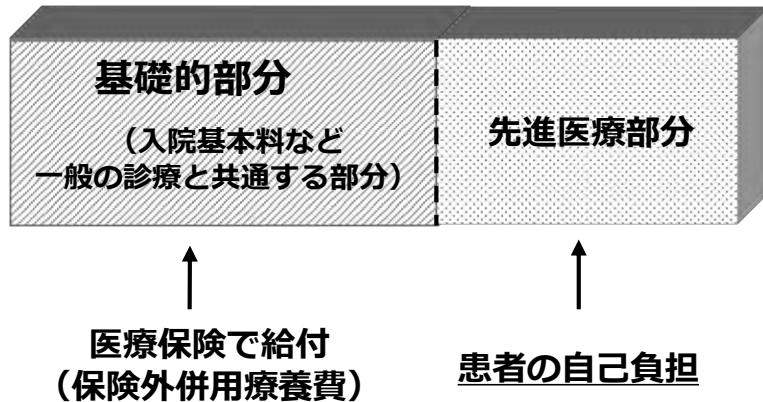 基礎的部分
（入院基本料など
一般の診療と共通する部分）
先進医療部分
医療保険で給付
（保険外併用療養費）
患者の自己負担